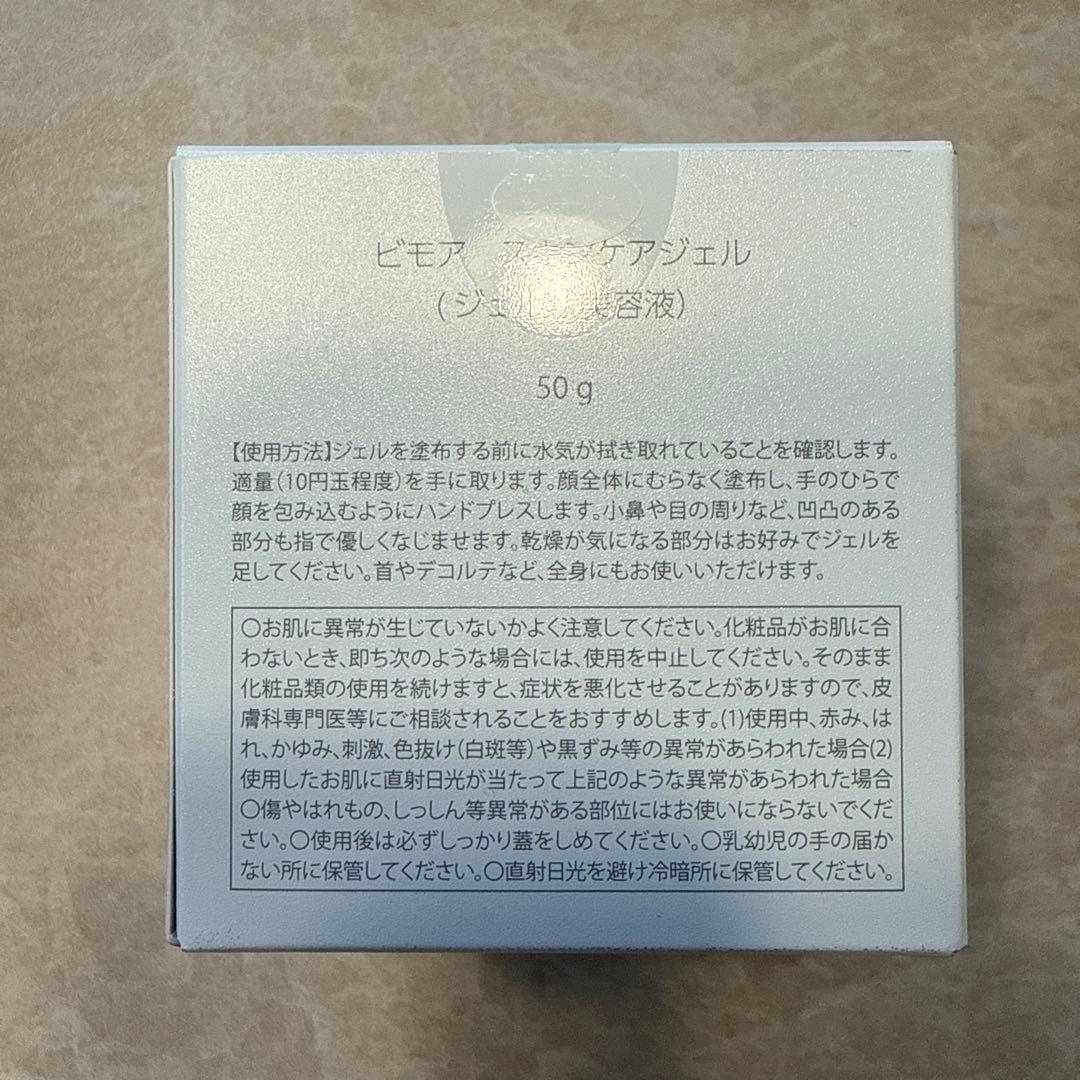 ビモア スキンケアジェル
(ジェル状美容液)
50 g
【使用方法】ジェルを塗布する前に水気が拭き取れていることを確認します。
適量(10円玉程度)を手に取ります。顔全体にむらなく塗布し、手のひらで
顔を包み込むようにハンドプレスします。小鼻や目の周りなど、凹凸のある
部分も指で優しくなじませます。乾燥が気になる部分はお好みでジェルを
足してください。首やデコルテなど、全身にもお使いいただけます。
〇お肌に異常が生じていないかよく注意してください。化粧品がお肌に合
わないとき、即ち次のような場合には、使用を中止してください。そのまま
化粧品類の使用を続けますと、症状を悪化させることがありますので、皮
膚科専門医等にご相談されることをおすすめします。(1)使用中、赤み、は
れ、かゆみ、刺激、色抜け(白斑等)や黒ずみ等の異常があらわれた場合(2)
使用したお肌に直射日光が当たって上記のような異常があらわれた場合
〇傷やはれもの、しっしん等異常がある部位にはお使いにならないでくだ
さい。〇使用後は必ずしっかり蓋をしめてください。〇乳幼児の手の届か
ない所に保管してください。〇直射日光を避け冷暗所に保管してください。